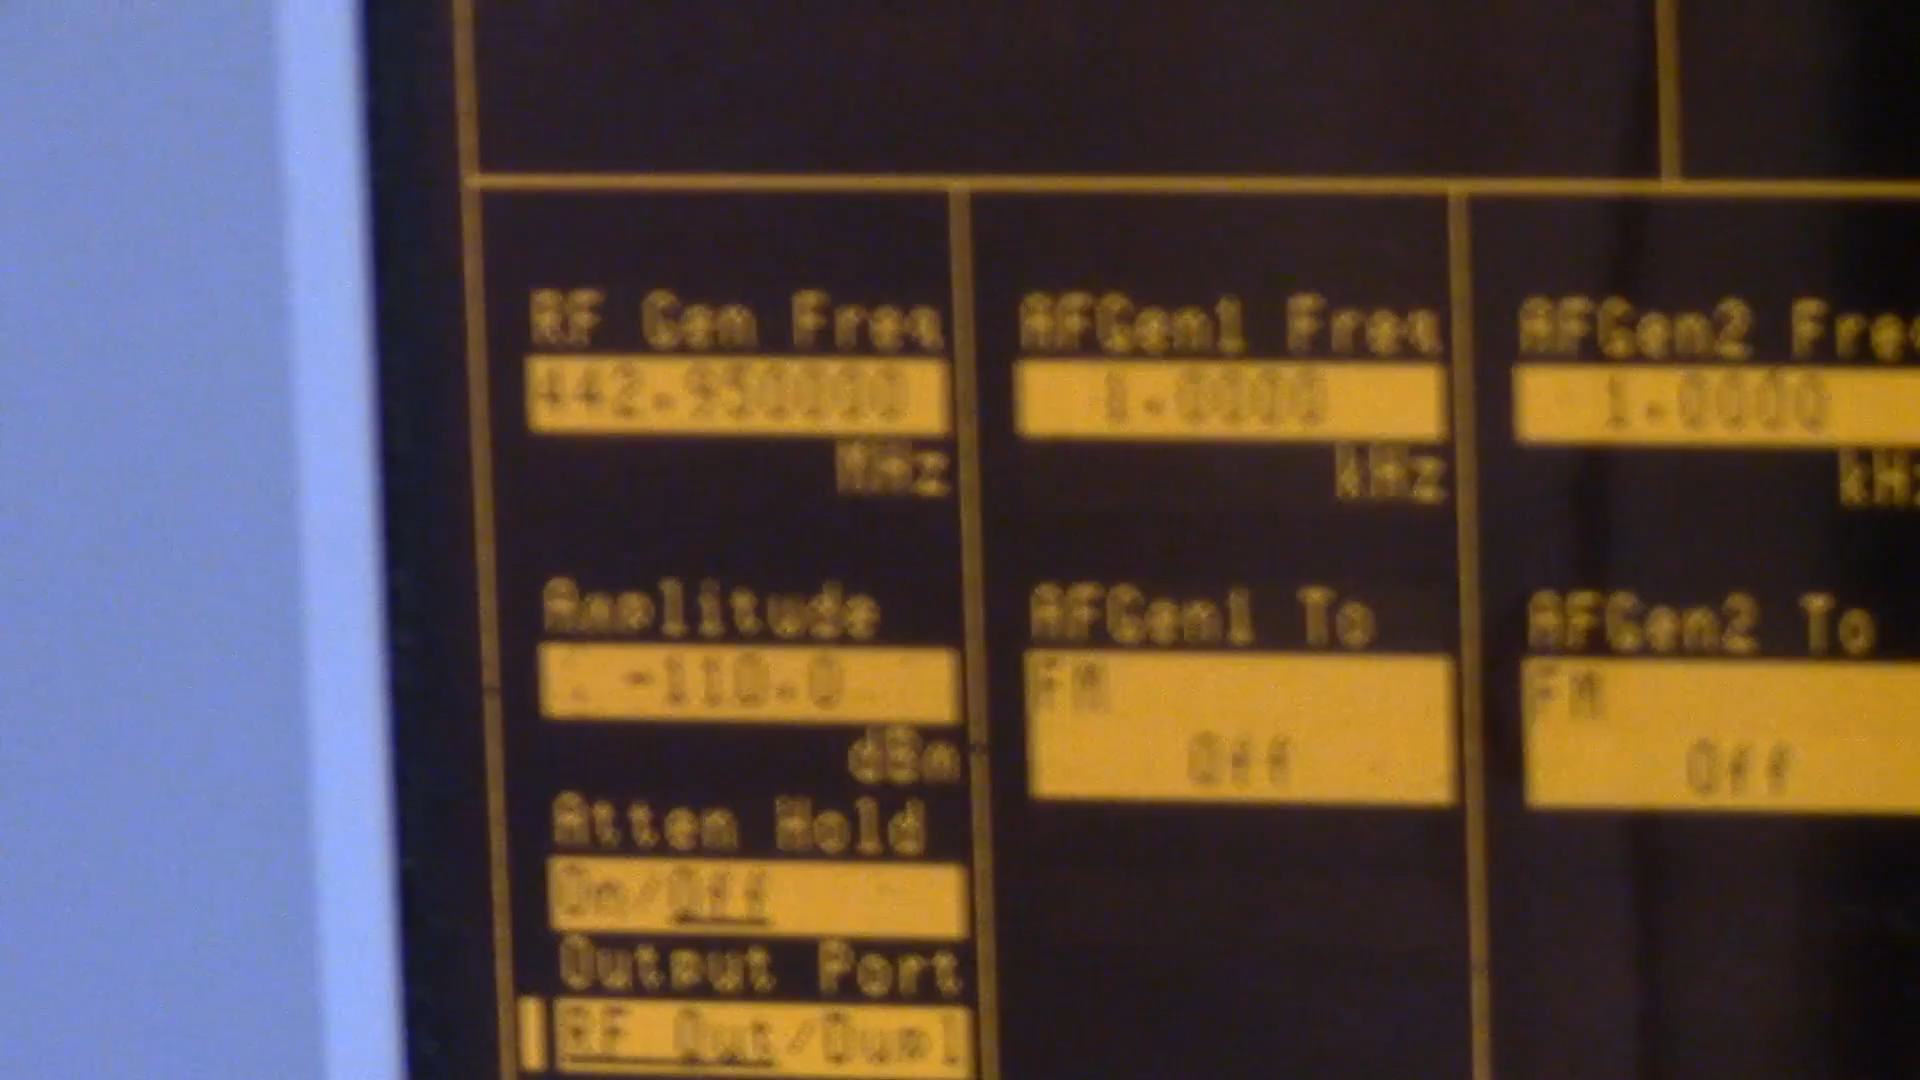 RF Gen Freq
442.950000
MHz
Amplitude
-110.0
dBm
Atten Hold
On/Off
Output Port
RF Out/Dupl
AFGen1 Freq
1.0000
kHz
AFGen1 To
FM
Off
AFGen2 Freq
1.0000
kHz
AFGen2 To
FM
Off